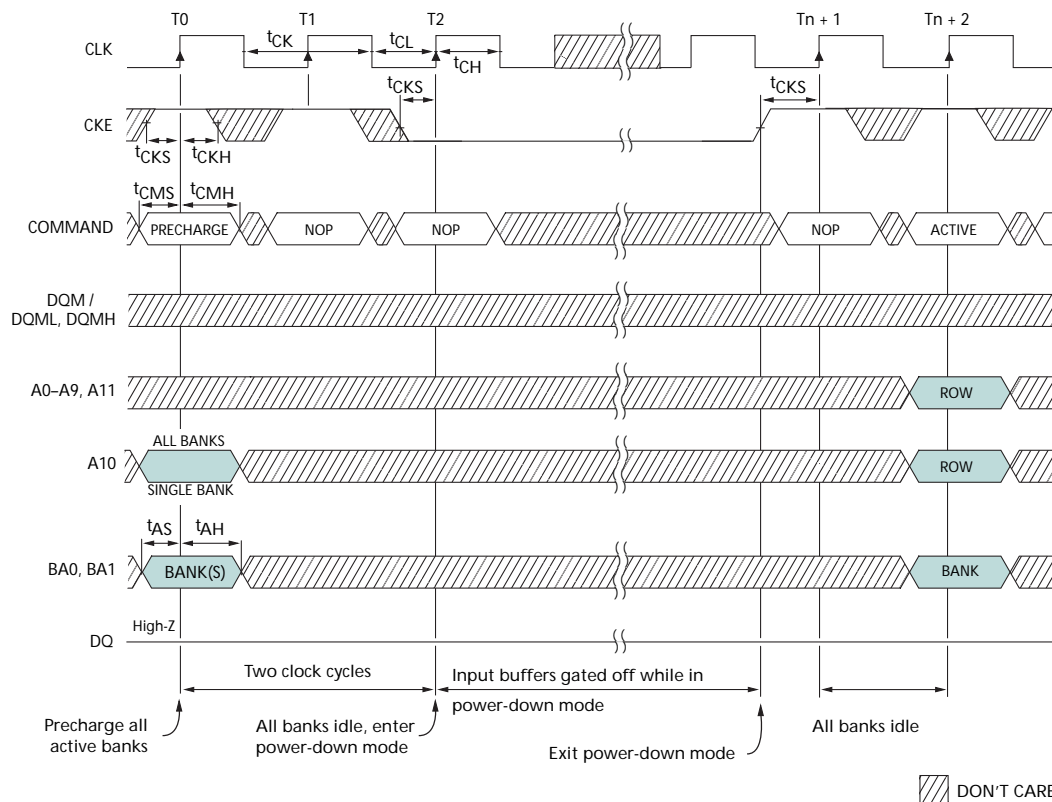 T0 T1 T2 Tn + 1 Tn + 2
CLK
tCK tCL
tCH
tCKS tCKS
CKE
tCKS tCKH
tCMS tCMH
COMMAND PRECHARGE NOP NOP NOP ACTIVE
DQM /
DQML, DQMH
A0–A9, A11 ROW
ALL BANKS
A10 ROW
SINGLE BANK
tAS tAH
BA0, BA1 BANK(S) BANK
High-Z
DQ
Two clock cycles
Input buffers gated off while in
power-down mode
Precharge all
active banks
All banks idle, enter
power-down mode
Exit power-down mode
All banks idle
DON'T CARE